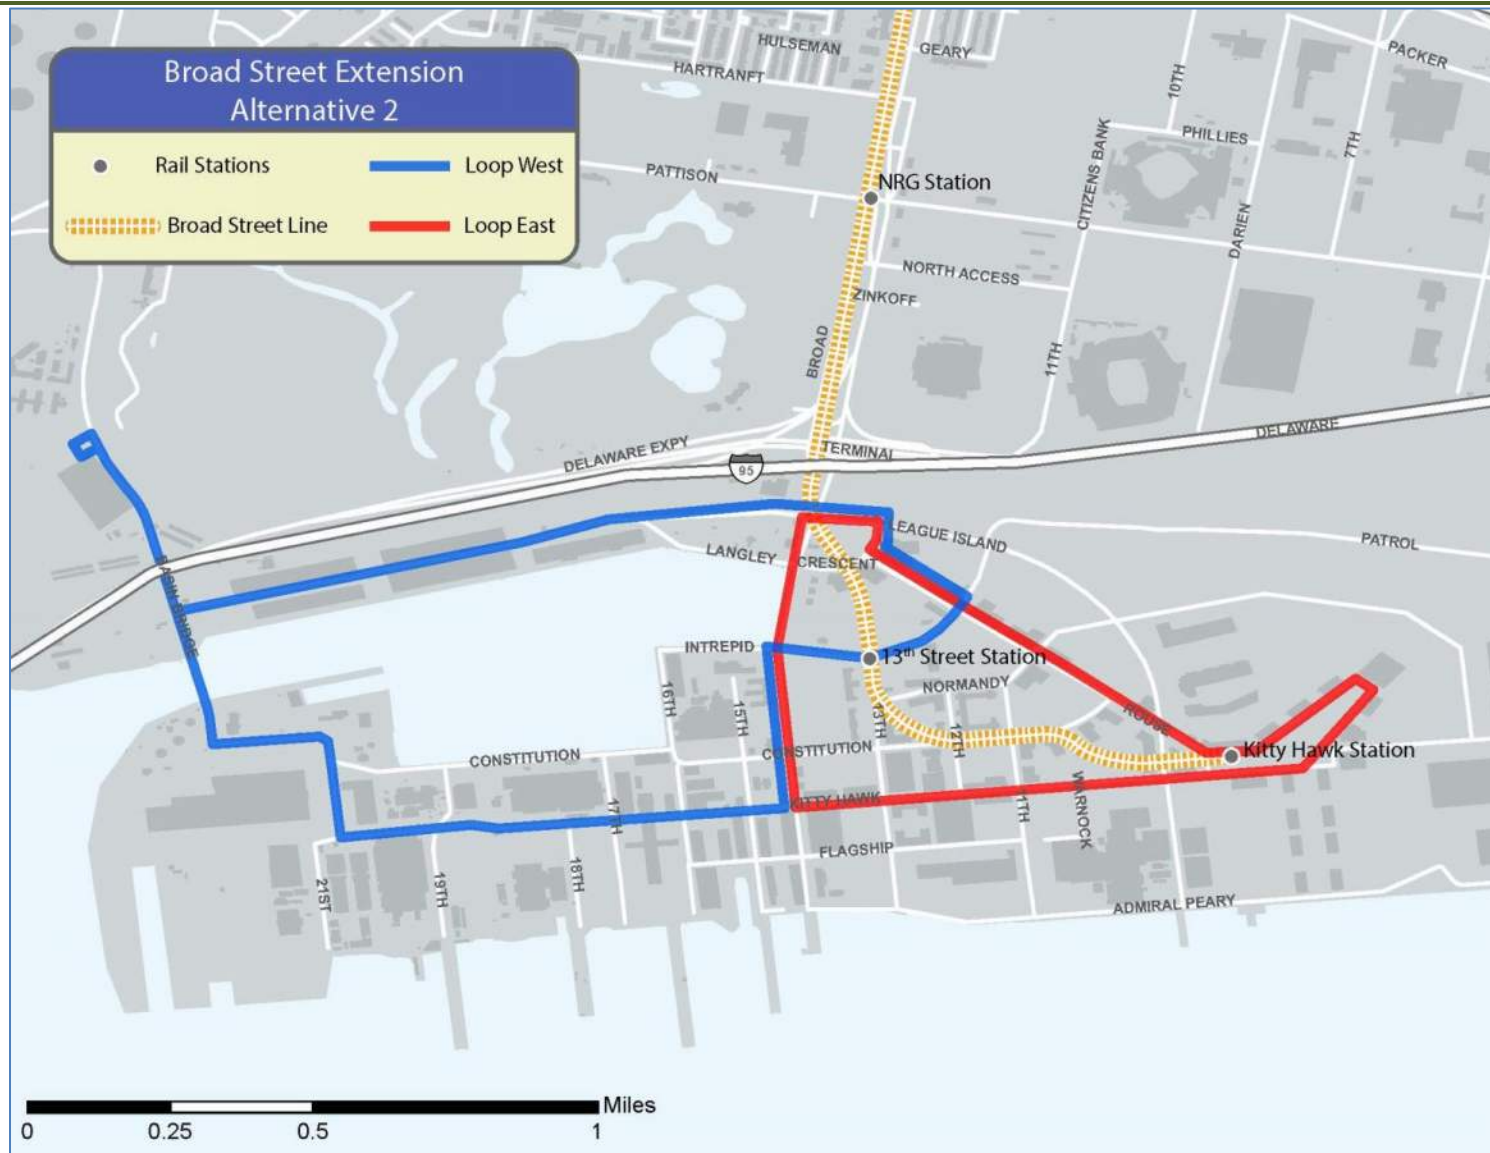 Broad Street Extension
Alternative 2
Rail Stations
Loop West
Broad Street Line
Loop East
HULSEMAN
GEARY
PACKER
HARTRANFT
10TH
PHILLIES
7TH
PATTISON
NRG Station
CITIZENS BANK
DARIEN
NORTH ACCESS
ZINKOFF
BROAD
11TH
DELAWARE
DELAWARE EXPY
TERMINAL
95
LEAGUE ISLAND
PATROL
LANGLEY
CRESCENT
BASIN BRIDGE
INTREPID
13th Street Station
NORMANDY
16TH
15TH
13TH
12TH
ROUSE
CONSTITUTION
CONSTITUTION
Kitty Hawk Station
KITTY HAWK
17TH
11TH
WARNOCK
FLAGSHIP
21ST
19TH
18TH
ADMIRAL PEARY
Miles
0 0.25 0.5 1